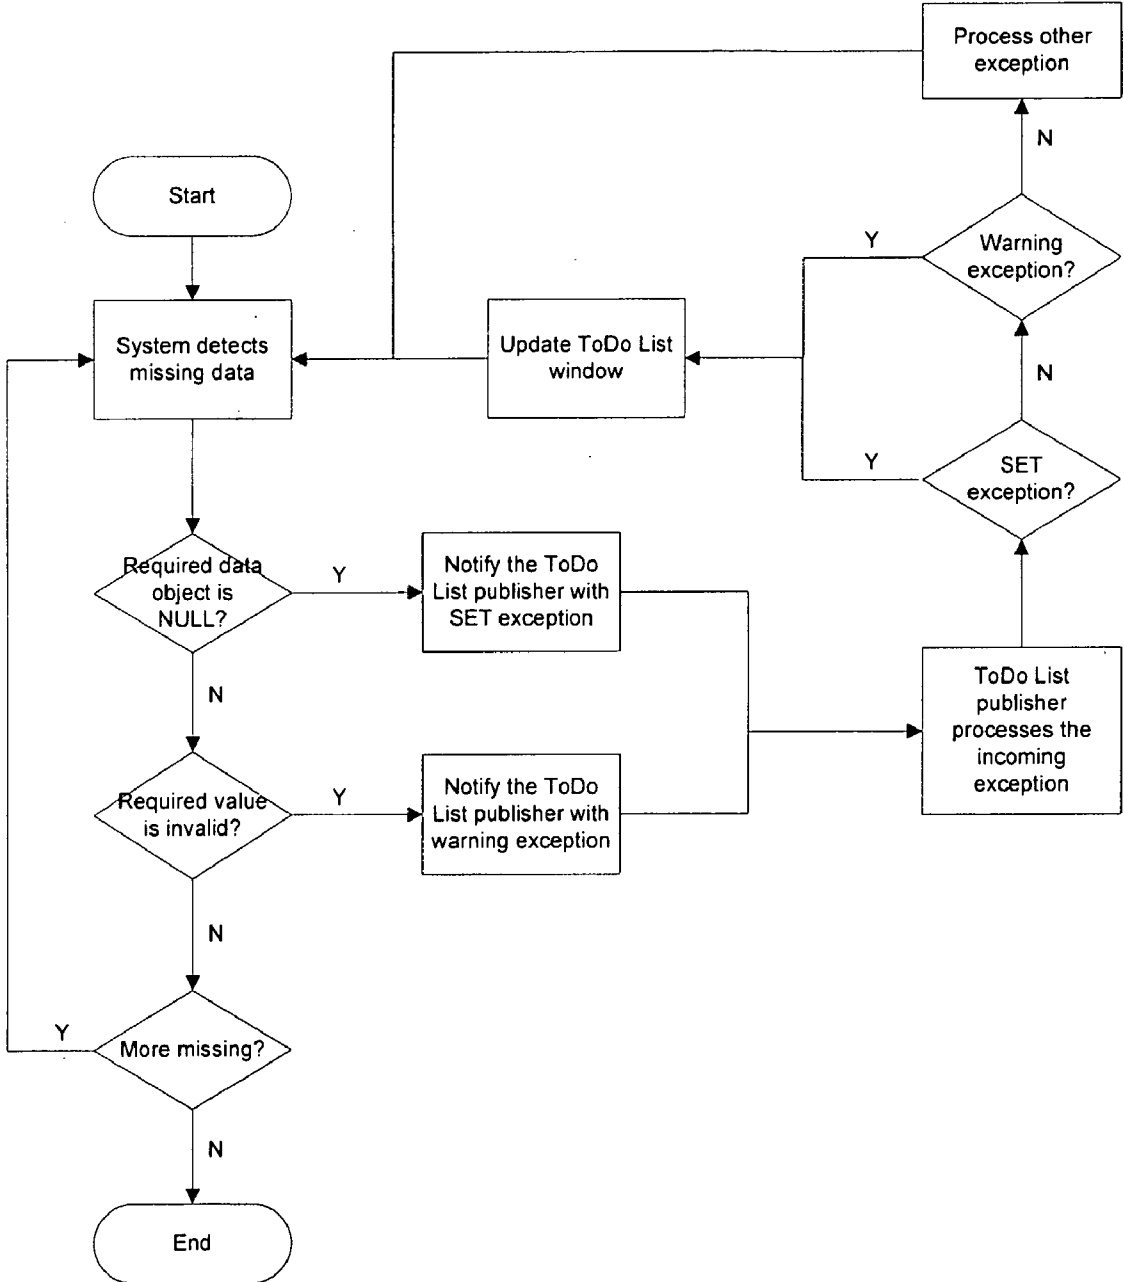 Process other
exception
N
Start
Warning
exception?
Y
System detects
missing data
Update ToDo List
window
N
SET
exception?
Y
Required data
object is
NULL?
Y
Notify the ToDo
List publisher with
SET exception
N
ToDo List
publisher
processes the
incoming
exception
Required value
is invalid?
Y
Notify the ToDo
List publisher with
warning exception
N
More missing?
Y
N
End